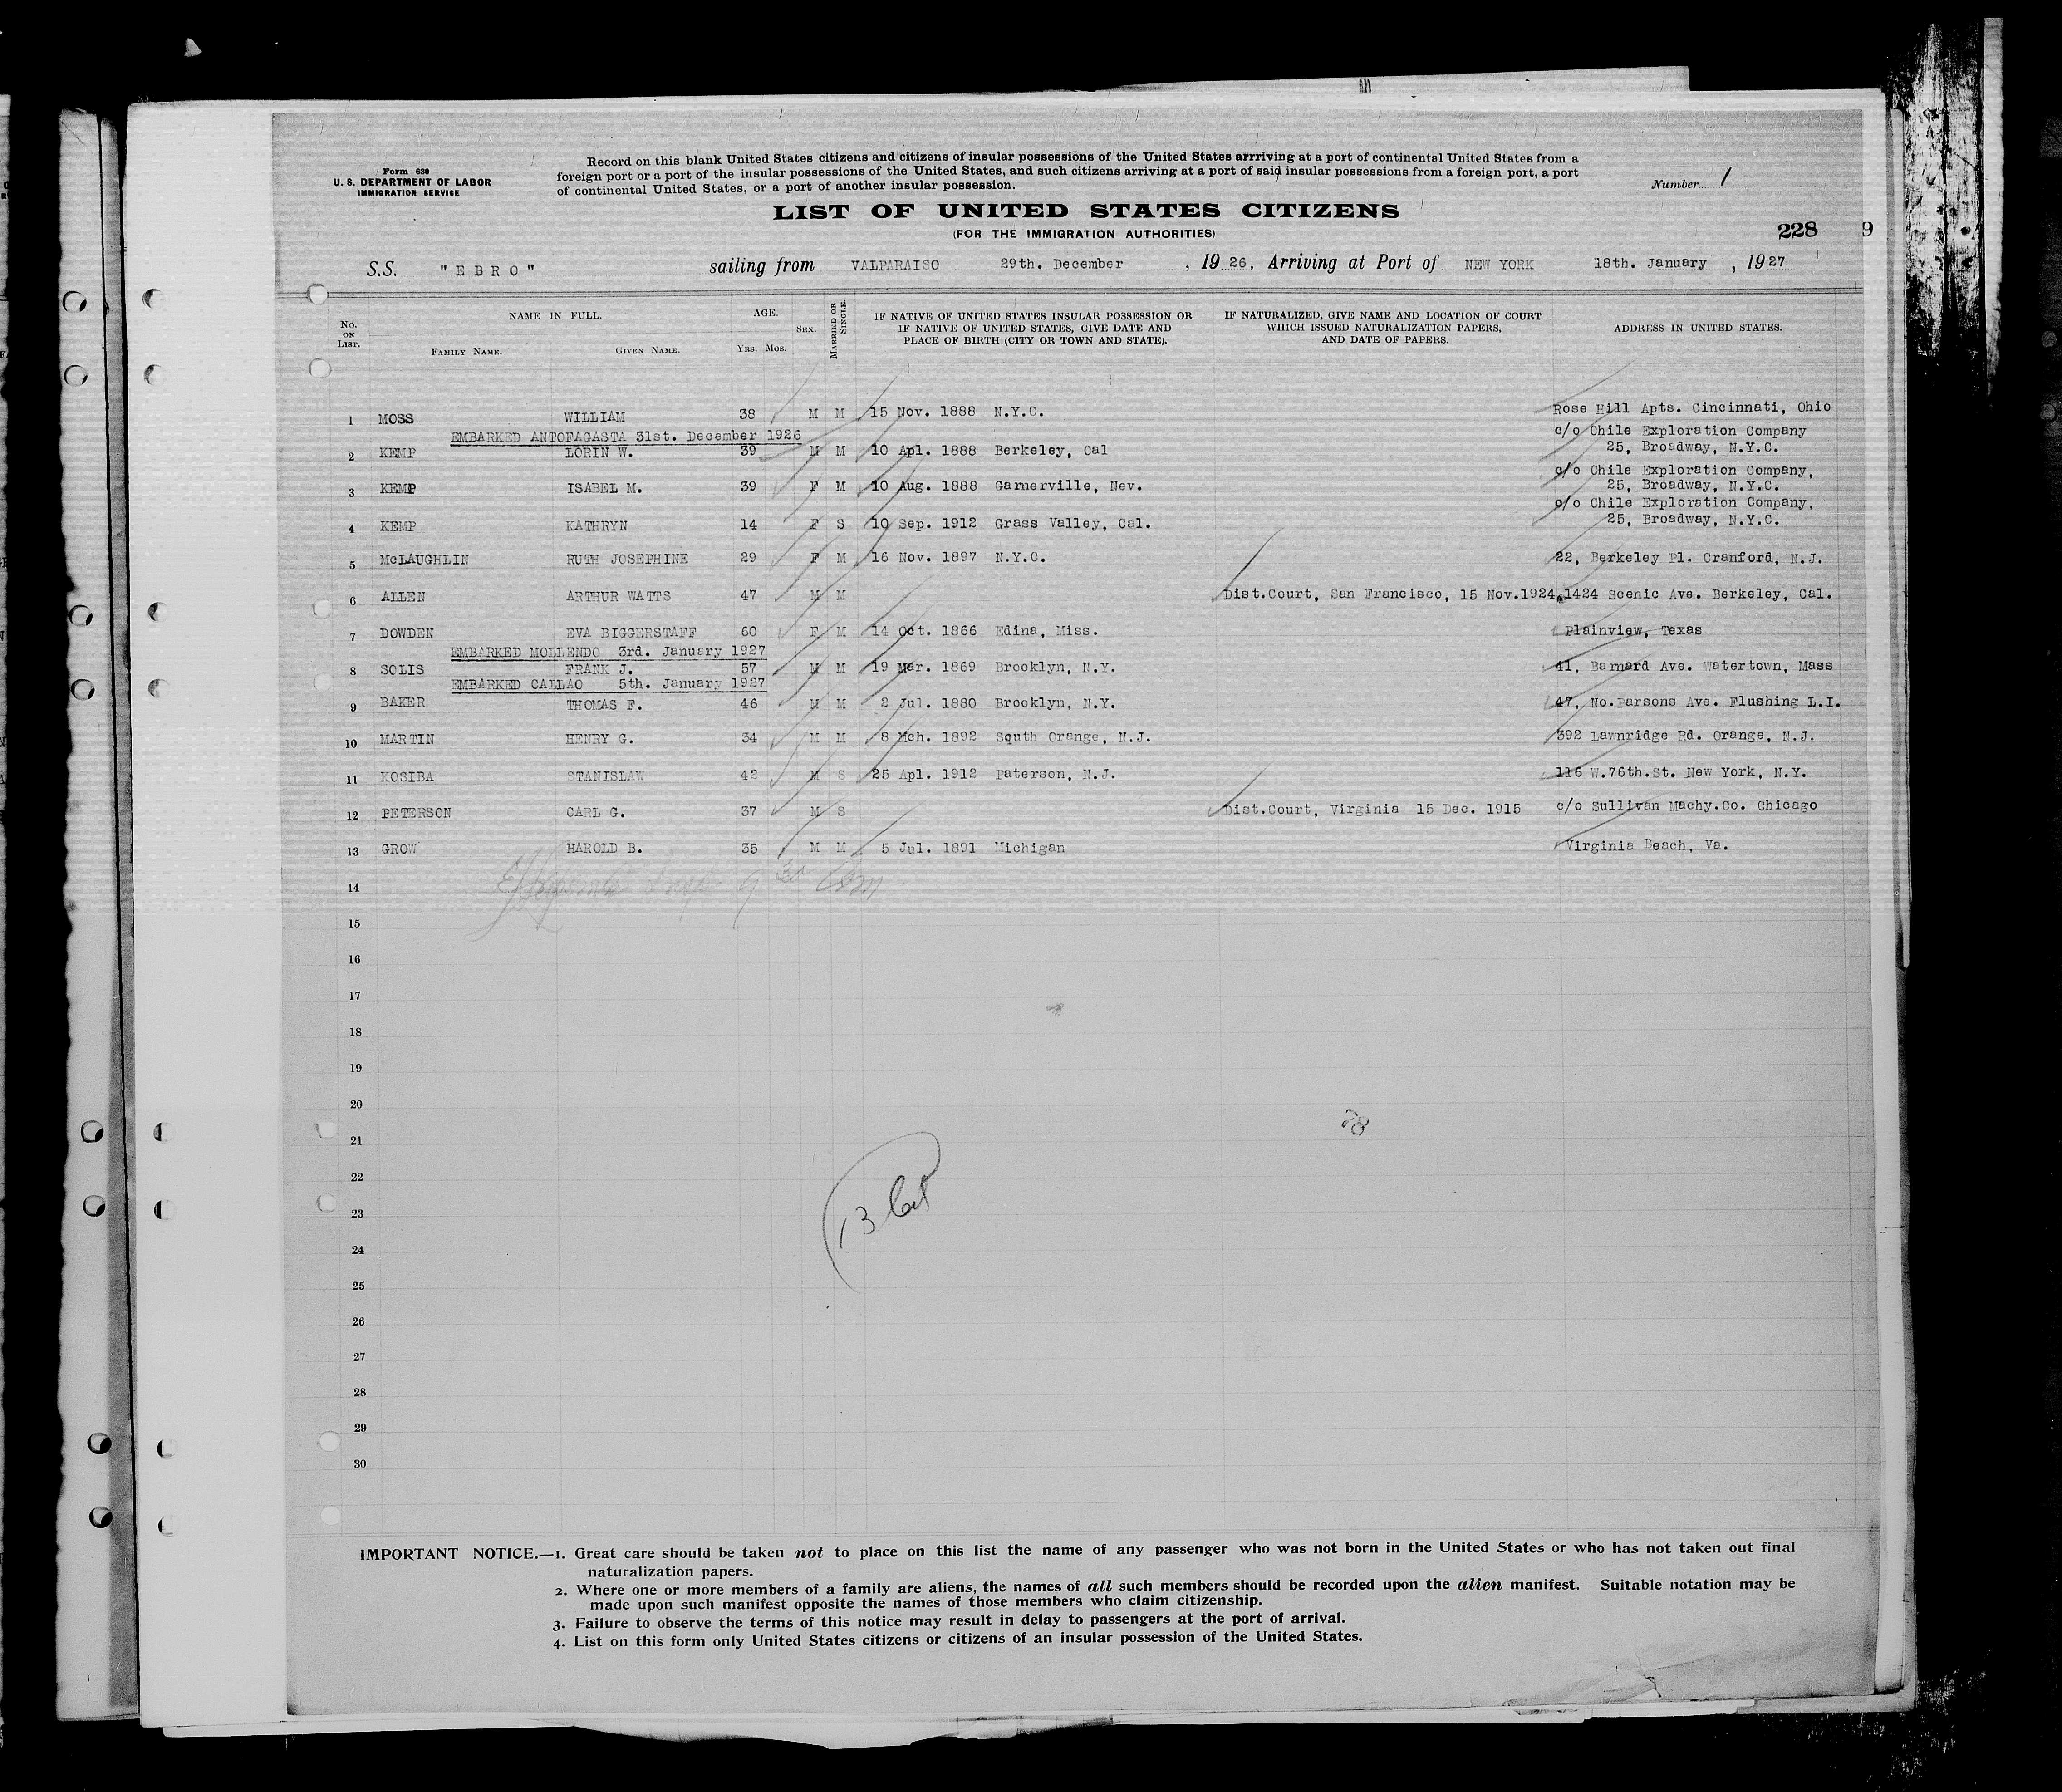 Form 630
U. S. DEPARTMENT OF LABOR
IMMIGRATION SERVICE
Record on this blank United States citizens and citizens of insular possessions of the United States arrriving at a port of continental United States from a
foreign port or a port of the insular possessions of the United States, and such citizens arriving at a port of said insular possessions from a foreign port, a port
of continental United States, or a port of another insular possession.
Number 1
LIST OF UNITED STATES CITIZENS
(FOR THE IMMIGRATION AUTHORITIES)
228 9
S.S. "EBRO" sailing from VALPARAISO 29th. December , 19 26, Arriving at Port of NEW YORK 18th. January , 19 27
No. ON LIST.
NAME IN FULL.
FAMILY NAME. GIVEN NAME.
AGE.
YRS. MOS.
SEX.
MARRIED OR SINGLE.
IF NATIVE OF UNITED STATES INSULAR POSSESSION OR
IF NATIVE OF UNITED STATES, GIVE DATE AND
PLACE OF BIRTH (CITY OR TOWN AND STATE).
IF NATURALIZED, GIVE NAME AND LOCATION OF COURT
WHICH ISSUED NATURALIZATION PAPERS,
AND DATE OF PAPERS.
ADDRESS IN UNITED STATES.
1 MOSS WILLIAM 38 M M 15 Nov. 1888 N.Y.C. Rose Hill Apts. Cincinnati, Ohio
EMBARKED ANTOFAGASTA 31st. December 1926
c/o Chile Exploration Company
2 KEMP LORIN W. 39 M M 10 Apl. 1888 Berkeley, Cal 25, Broadway, N.Y.C.
c/o Chile Exploration Company,
3 KEMP ISABEL M. 39 F M 10 Aug. 1888 Garnerville, Nev. 25, Broadway, N.Y.C.
c/o Chile Exploration Company,
4 KEMP KATHRYN 14 F S 10 Sep. 1912 Grass Valley, Cal. 25, Broadway, N.Y.C.
5 McLAUGHLIN RUTH JOSEPHINE 29 F M 16 Nov. 1897 N.Y.C. 22, Berkeley Pl. Cranford, N.J.
6 ALLEN ARTHUR WATTS 47 M M Dist.Court, San Francisco, 15 Nov.1924. 1424 Scenic Ave. Berkeley, Cal.
7 DOWDEN EVA BIGGERSTAFF 60 F M 14 Oct. 1866 Edina, Miss. Plainview, Texas
EMBARKED MOLLENDO 3rd. January 1927
8 SOLIS FRANK J. 57 M M 19 Mar. 1869 Brooklyn, N.Y. 41, Barnard Ave. Watertown, Mass
EMBARKED CALLAO 5th. January 1927
9 BAKER THOMAS F. 46 M M 2 Jul. 1880 Brooklyn, N.Y. 47, No.Parsons Ave. Flushing L.I.
10 MARTIN HENRY G. 34 M M 8 Mch. 1892 South Orange, N.J. 392 Lawnridge Rd. Orange, N.J.
11 KOSIBA STANISLAW 42 M S 25 Apl. 1912 Paterson, N.J. 116 W.76th.St. New York, N.Y.
12 PETERSON CARL G. 37 M S Dist.Court, Virginia 15 Dec. 1915 c/o Sullivan Machy.Co. Chicago
13 GROW HAROLD B. 35 M M 5 Jul. 1891 Michigan Virginia Beach, Va.
14
15
16
17
18
19
20
21
22
23
24
25
26
27
28
29
30
28
13
IMPORTANT NOTICE.—1. Great care should be taken not to place on this list the name of any passenger who was not born in the United States or who has not taken out final
naturalization papers.
2. Where one or more members of a family are aliens, the names of all such members should be recorded upon the alien manifest. Suitable notation may be
made upon such manifest opposite the names of those members who claim citizenship.
3. Failure to observe the terms of this notice may result in delay to passengers at the port of arrival.
4. List on this form only United States citizens or citizens of an insular possession of the United States.